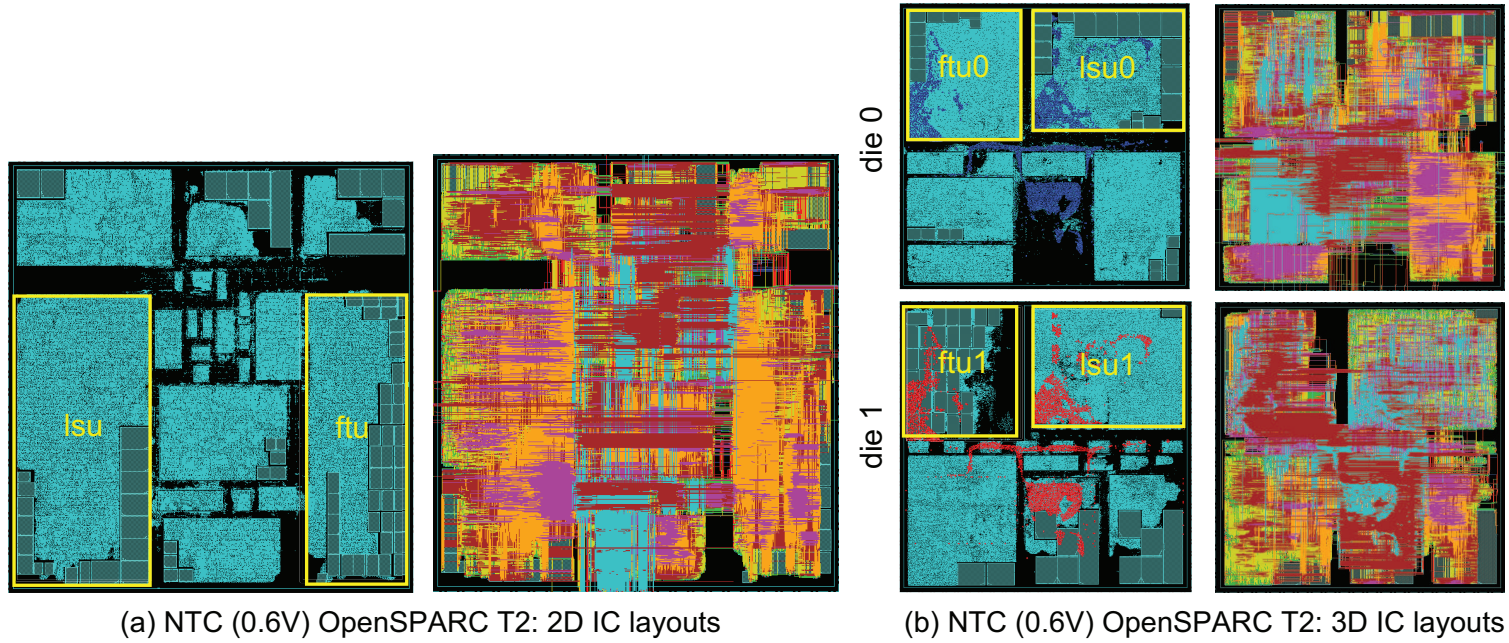 die 0
ftu0
lsu0
die 1
ftu1
lsu1
lsu
ftu
(a) NTC (0.6V) OpenSPARC T2: 2D IC layouts
(b) NTC (0.6V) OpenSPARC T2: 3D IC layouts